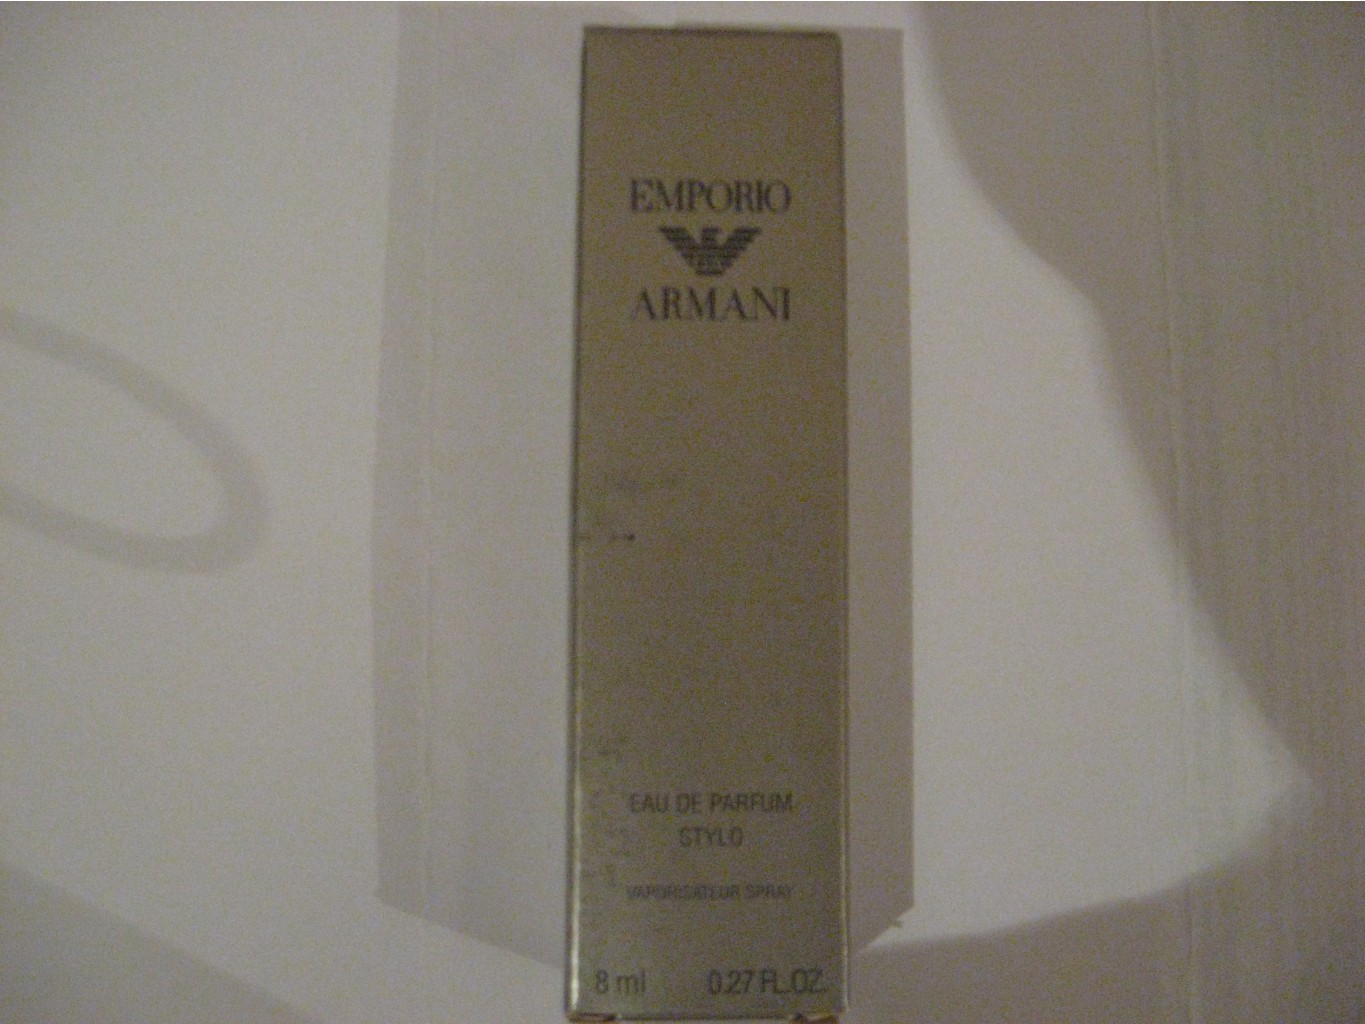 EMPORIO
ARMANI
EAU DE PARFUM
STYLO
VAPORISATEUR SPRAY
8 ml 0.27 FL.OZ.